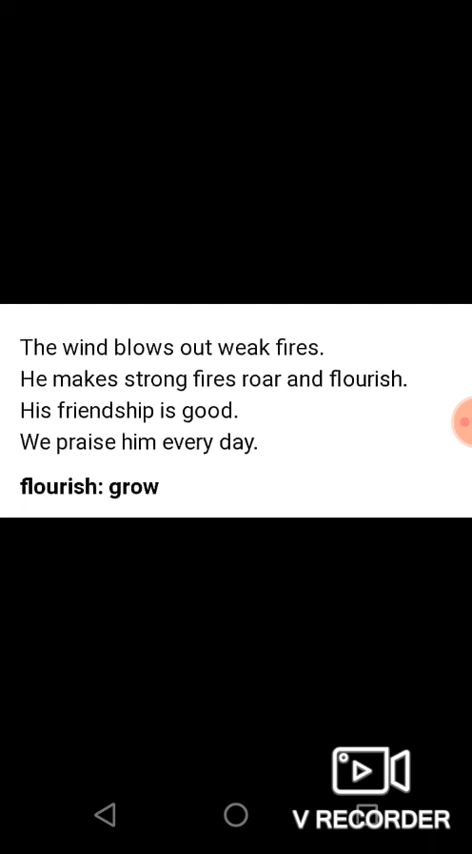 The wind blows out weak fires.
He makes strong fires roar and flourish.
His friendship is good.
We praise him every day.
flourish: grow
V RECORDER